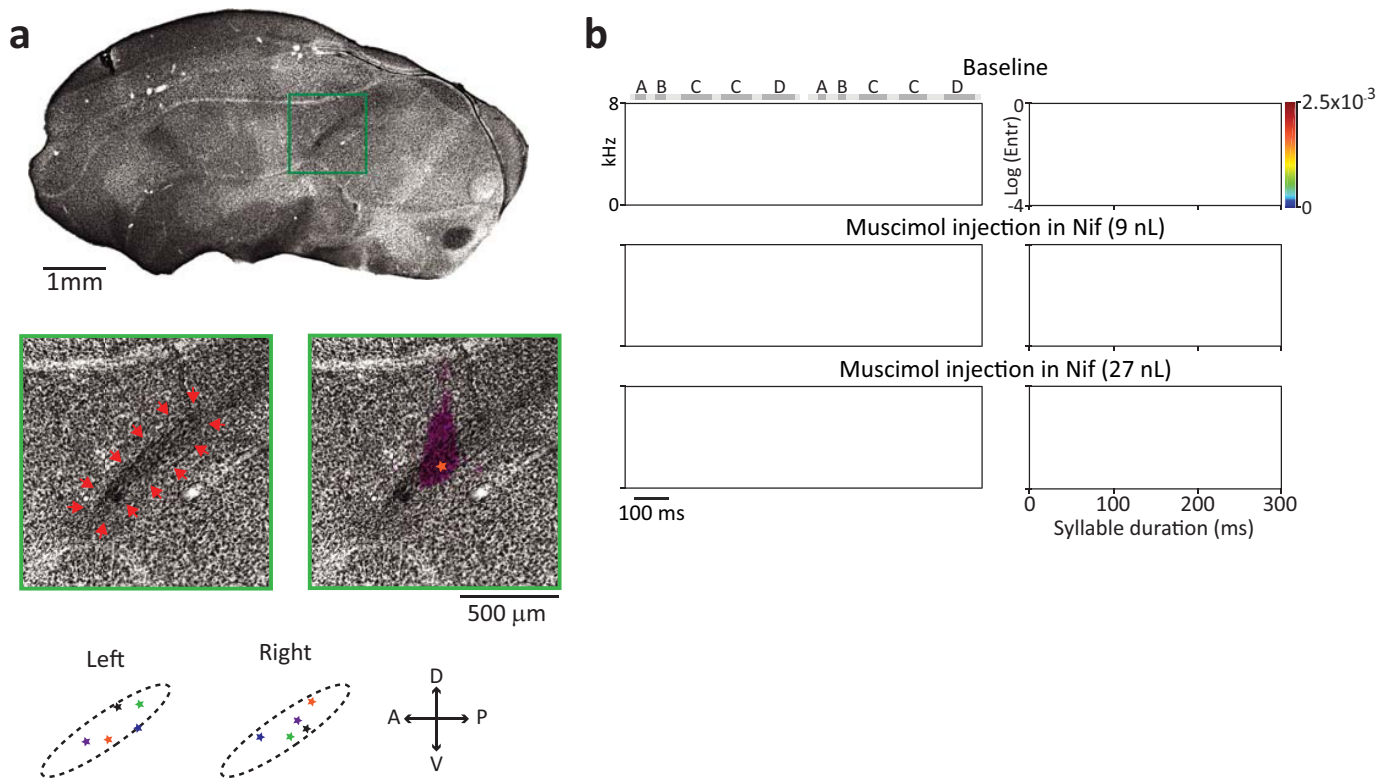 a
1mm
500 µm
Left
Right
D
A
P
V
b
Baseline
A B C C D A B C C D
8
kHz
0
0
Log (Entr)
-4
2.5x10-3
0
Muscimol injection in Nif (9 nL)
Muscimol injection in Nif (27 nL)
100 ms
0 100 200 300
Syllable duration (ms)